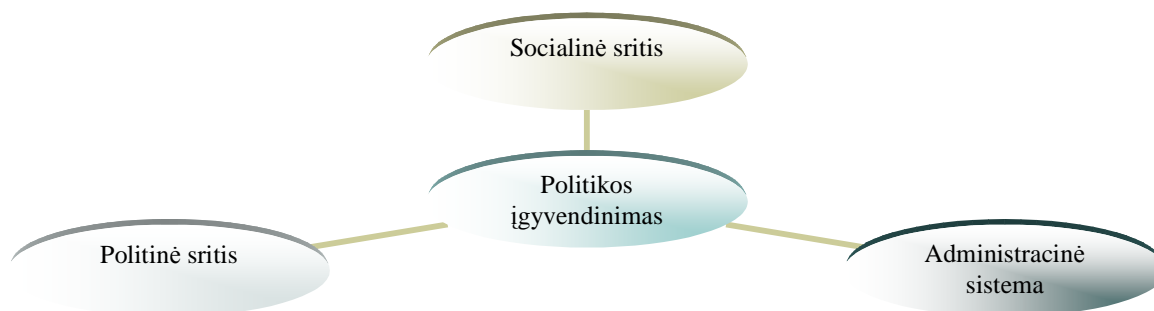 Socialinė sritis
Politikos
įgyvendinimas
Politinė sritis
Administracinė
sistema